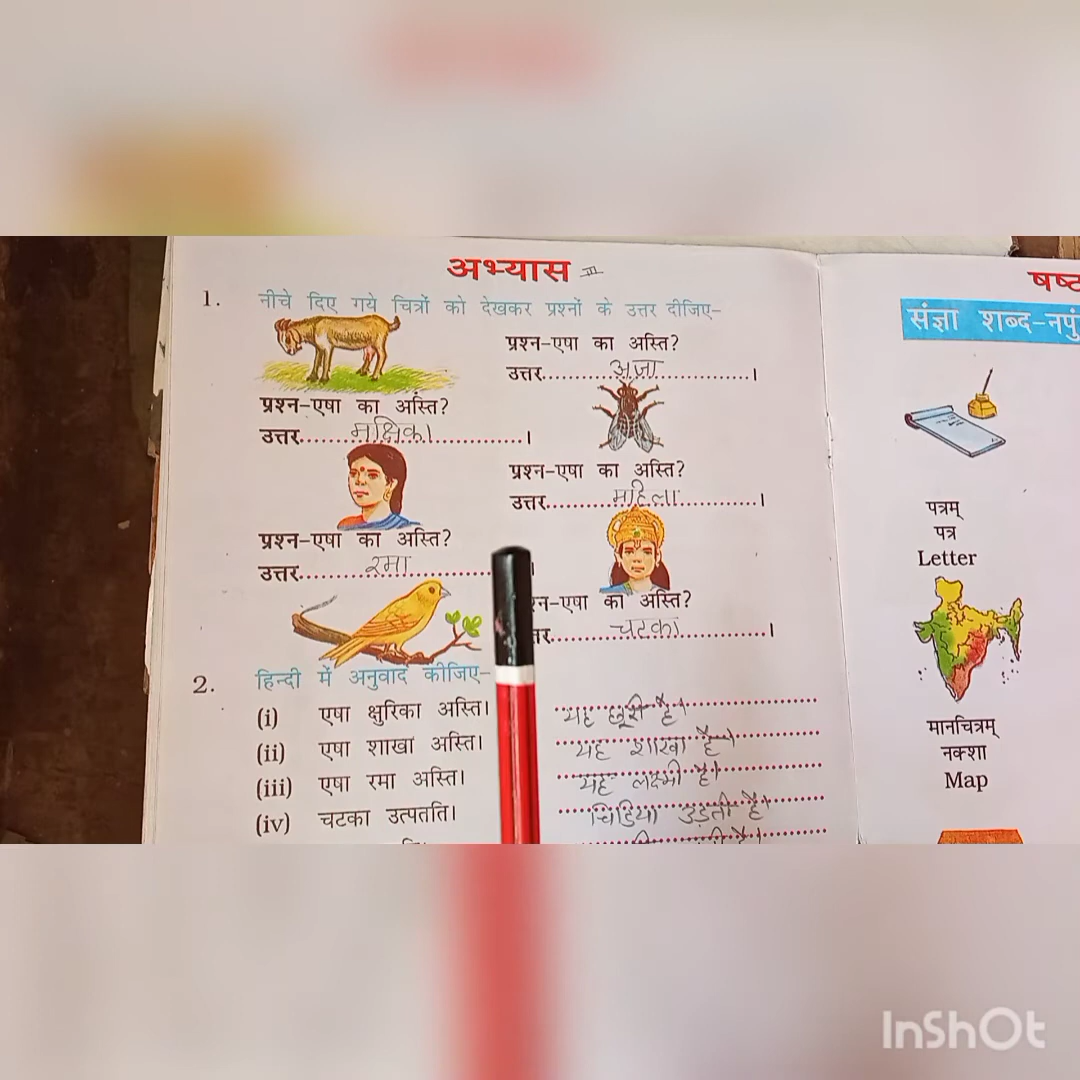 अभ्यास III
1. नीचे दिए गये चित्रों को देखकर प्रश्नों के उत्तर दीजिए-
प्रश्न-एषा का अस्ति?
उत्तर....अजा....।
प्रश्न-एषा का अस्ति?
उत्तर....मक्षिका....।
प्रश्न-एषा का अस्ति?
उत्तर....महिला....।
प्रश्न-एषा का अस्ति?
उत्तर....रमा....।
न-एषा का अस्ति?
तर....चटका....।
2. हिन्दी में अनुवाद कीजिए-
(i) एषा क्षुरिका अस्ति। यह छूरी है।
(ii) एषा शाखा अस्ति। यह शाखा है।
(iii) एषा रमा अस्ति। यह लक्ष्मी है।
(iv) चटका उत्पतति। चिडिया उड़ती है।
षष्ट
संज्ञा शब्द-नपुं
पत्रम्
पत्र
Letter
मानचित्रम्
नक्शा
Map
InShOt